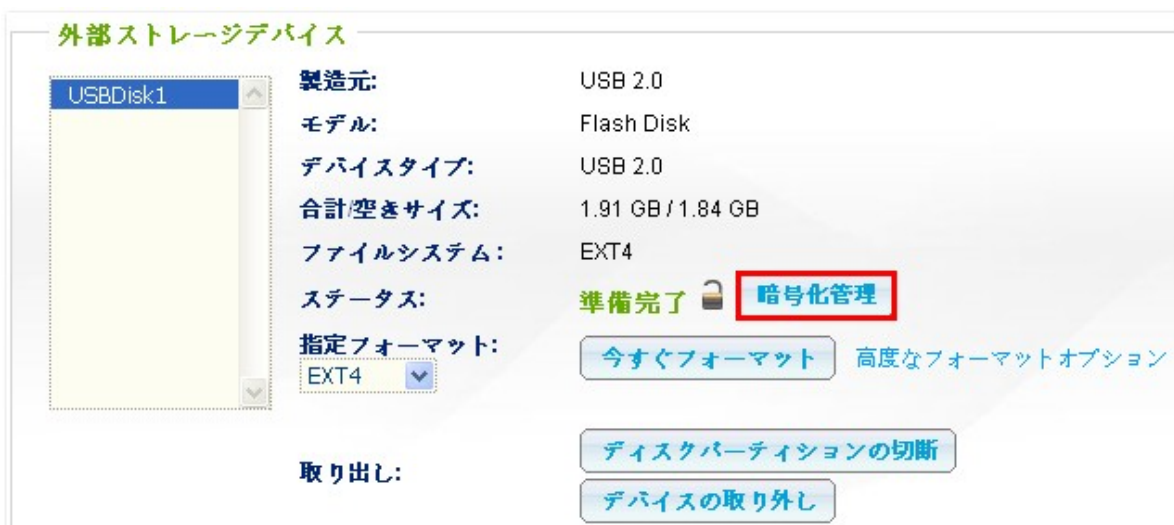 外部ストレージデバイス
USBDisk1
製造元: USB 2.0
モデル: Flash Disk
デバイスタイプ: USB 2.0
合計/空きサイズ: 1.91 GB / 1.84 GB
ファイルシステム: EXT4
ステータス: 準備完了 暗号化管理
指定フォーマット:
EXT4 今すぐフォーマット 高度なフォーマットオプション
取り出し: ディスクパーティションの切断
デバイスの取り外し